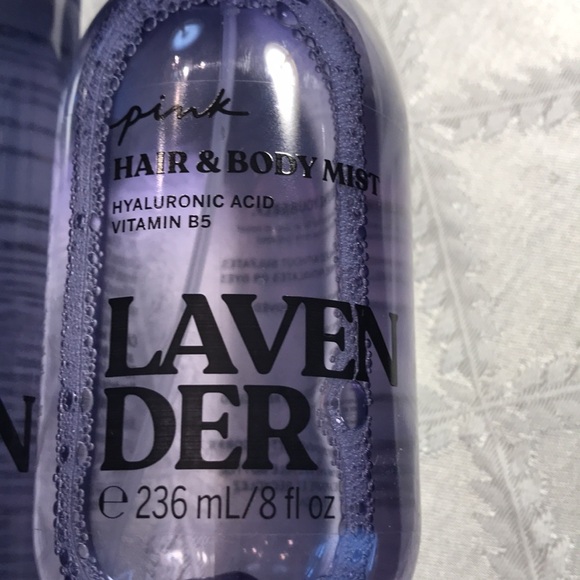 pink
HAIR & BODY MIST
HYALURONIC ACID
VITAMIN B5
LAVEN
DER
℮ 236 mL/8 fl oz
N